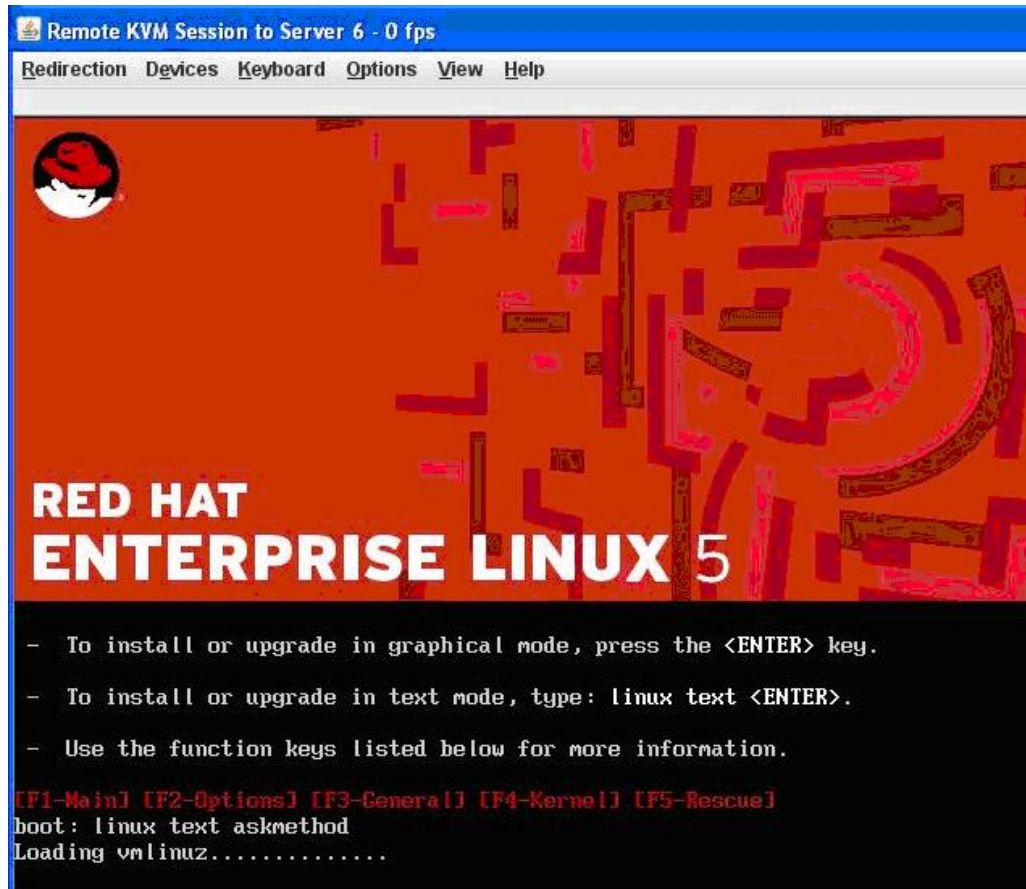 Remote KVM Session to Server 6 - 0 fps
Redirection Devices Keyboard Options View Help
RED HAT
ENTERPRISE LINUX 5
- To install or upgrade in graphical mode, press the <ENTER> key.
- To install or upgrade in text mode, type: linux text <ENTER>.
- Use the function keys listed below for more information.
[F1-Main] [F2-Options] [F3-General] [F4-Kernel] [F5-Rescue]
boot: linux text askmethod
Loading vmlinuz..............